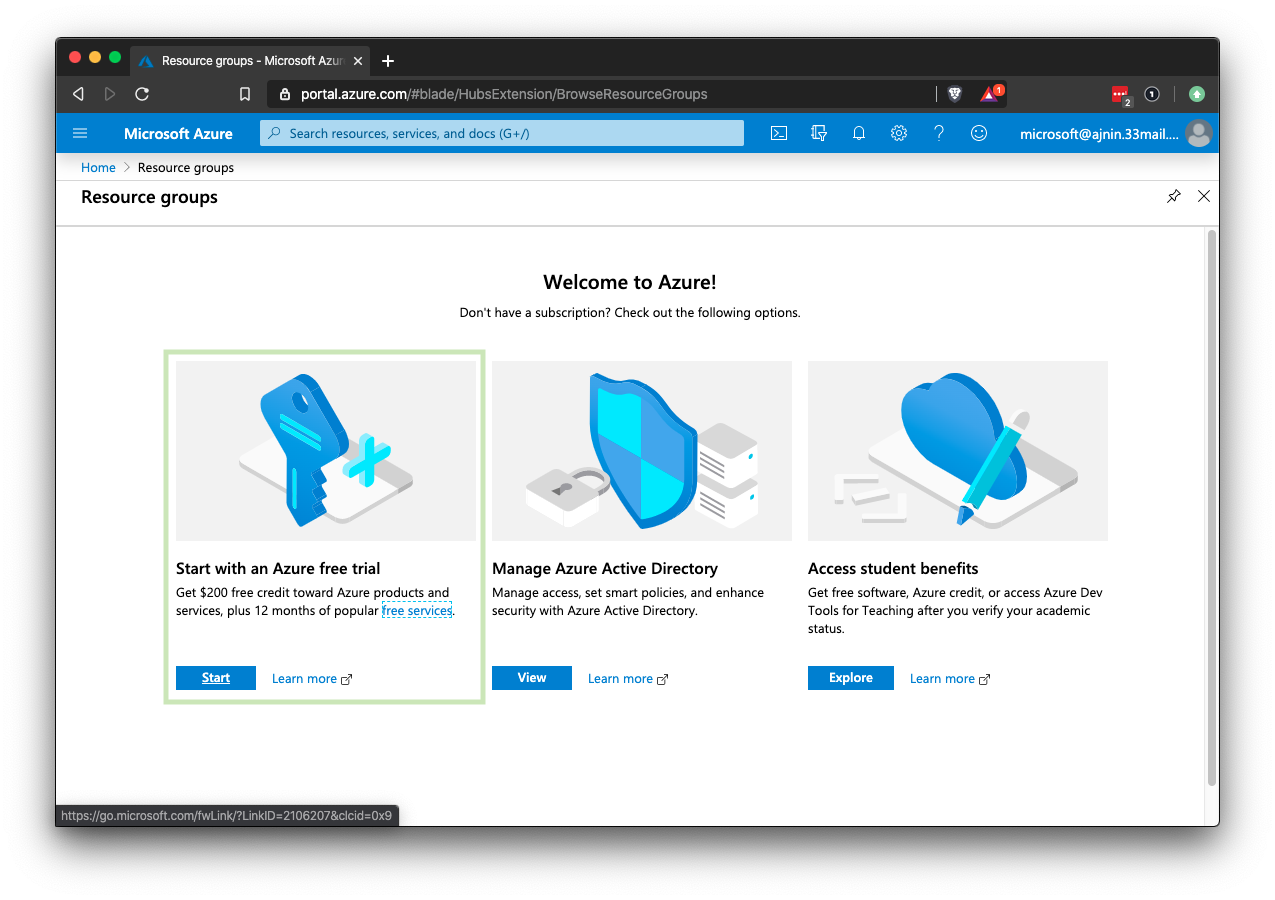 Resource groups - Microsoft Azur
portal.azure.com/#blade/HubsExtension/BrowseResourceGroups
1
2
1
Microsoft Azure
Search resources, services, and docs (G+/)
microsoft@ajnin.33mail....
Home > Resource groups
Resource groups
Welcome to Azure!
Don't have a subscription? Check out the following options.
Start with an Azure free trial
Get $200 free credit toward Azure products and
services, plus 12 months of popular free services.
Start
Learn more
Manage Azure Active Directory
Manage access, set smart policies, and enhance
security with Azure Active Directory.
View
Learn more
Access student benefits
Get free software, Azure credit, or access Azure Dev
Tools for Teaching after you verify your academic
status.
Explore
Learn more
https://go.microsoft.com/fwLink/?LinkID=2106207&clcid=0x9